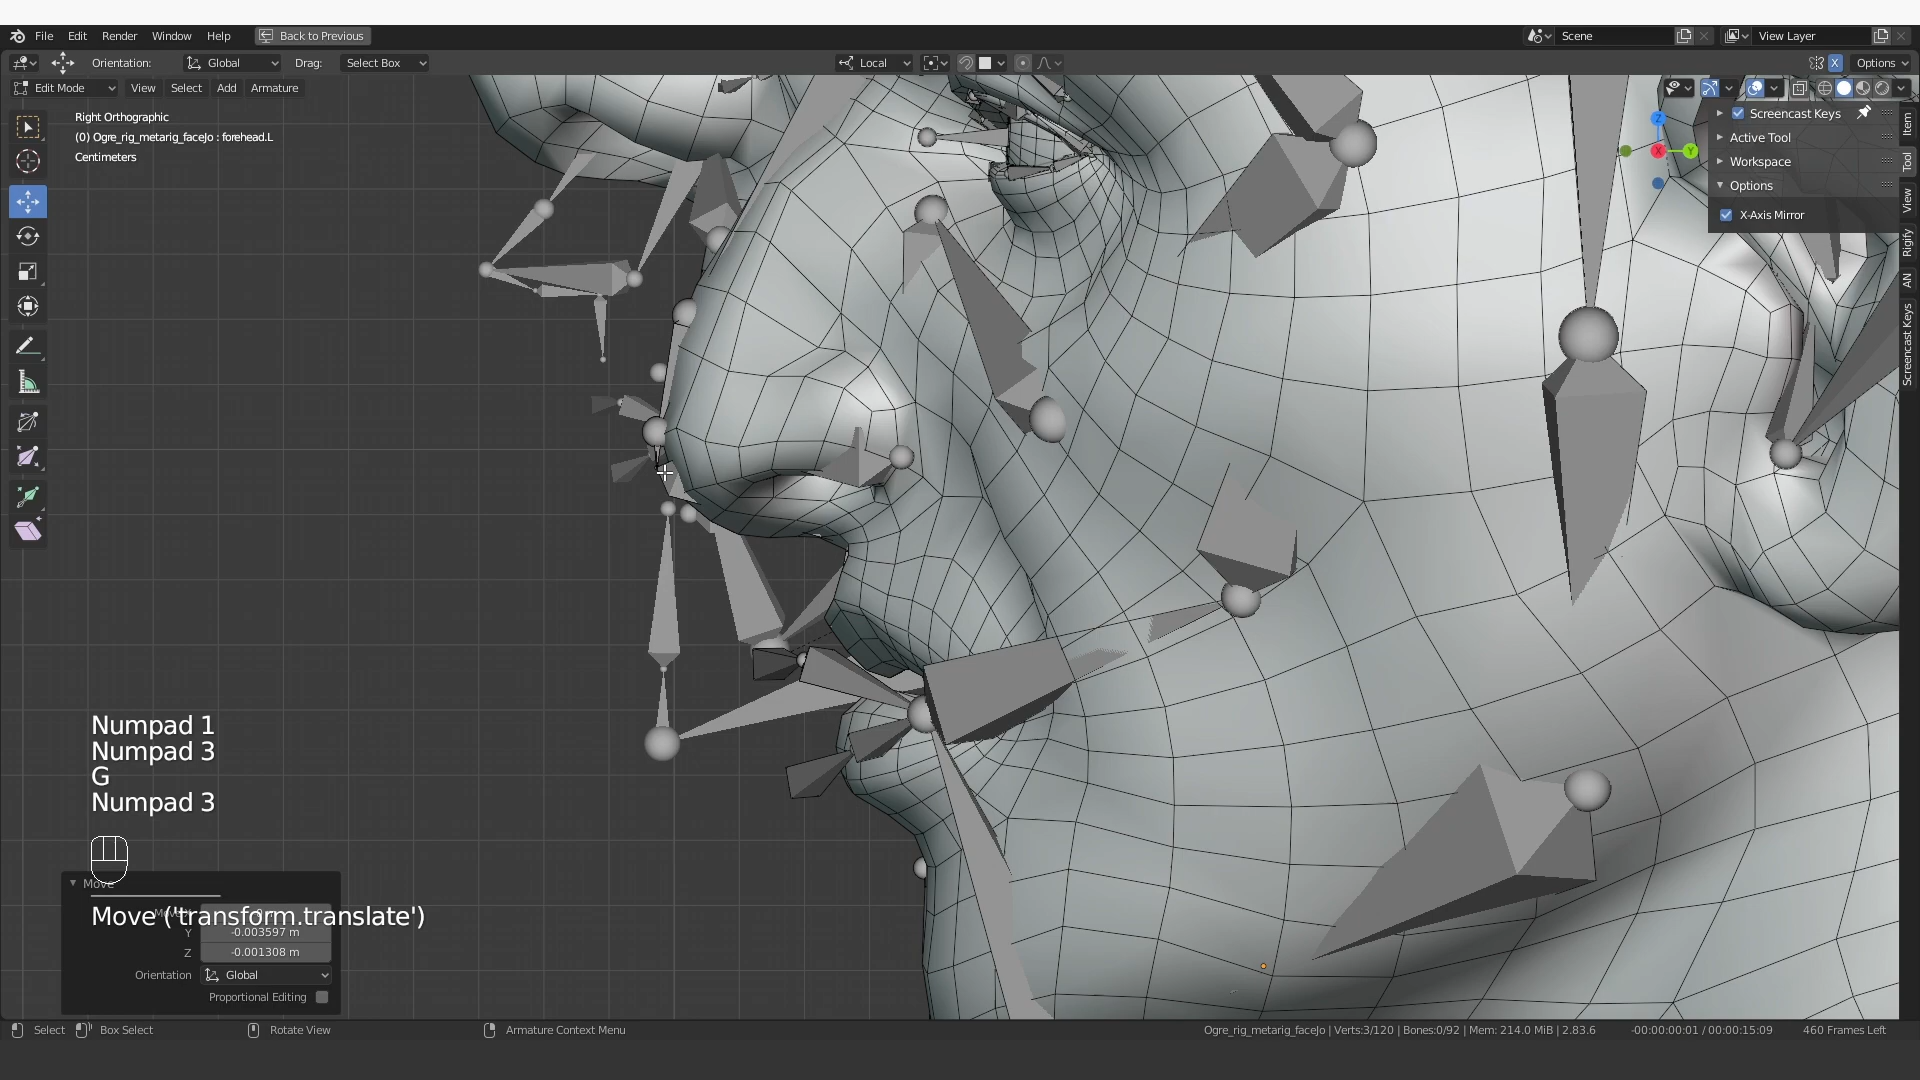 File Edit Render Window Help Back to Previous Scene View Layer
Orientation: Global Drag: Select Box Local X Options
Edit Mode View Select Add Armature
Right Orthographic
(0) Ogre_rig_metarig_faceJo : forehead.L
Centimeters
Z
X
Y
Screencast Keys
Active Tool
Workspace
Options
X-Axis Mirror
Item
Tool
View
Rigify
AN
Screencast Keys
Numpad 1
Numpad 3
G
Numpad 3
Move
Move ('transform.translate')
Y -0.003597 m
Z -0.001308 m
Orientation Global
Proportional Editing
Select Box Select Rotate View Armature Context Menu Ogre_rig_metarig_faceJo | Verts:3/120 | Bones:0/92 | Mem: 214.0 MiB | 2.83.6 -00:00:00:01 / 00:00:15:09 460 Frames Left